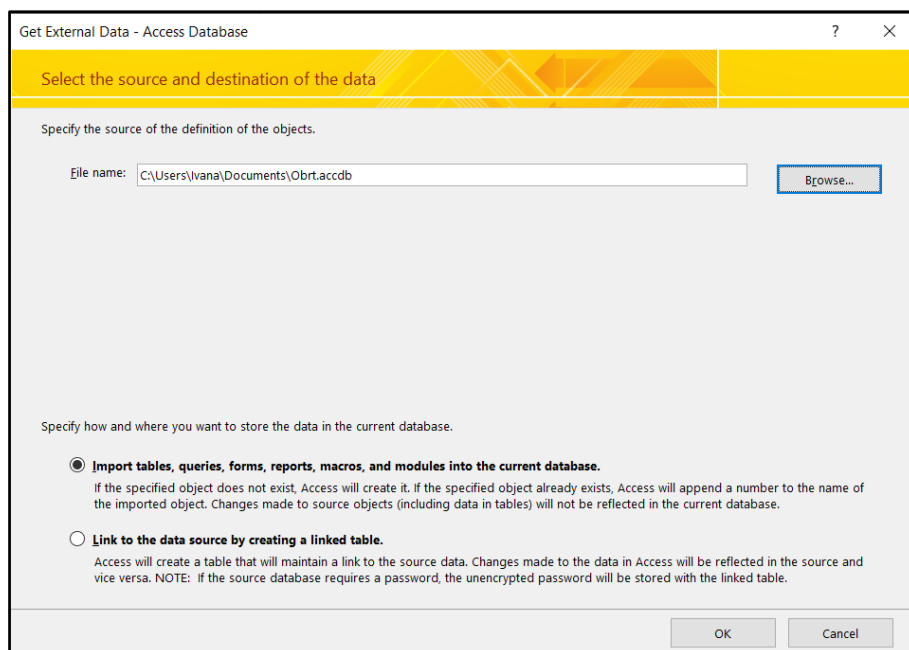 Get External Data - Access Database
?
Select the source and destination of the data
Specify the source of the definition of the objects.
File name: C:\Users\Ivana\Documents\Obrt.accdb Browse...
Specify how and where you want to store the data in the current database.
Import tables, queries, forms, reports, macros, and modules into the current database.
If the specified object does not exist, Access will create it. If the specified object already exists, Access will append a number to the name of
the imported object. Changes made to source objects (including data in tables) will not be reflected in the current database.
Link to the data source by creating a linked table.
Access will create a table that will maintain a link to the source data. Changes made to the data in Access will be reflected in the source and
vice versa. NOTE: If the source database requires a password, the unencrypted password will be stored with the linked table.
OK Cancel